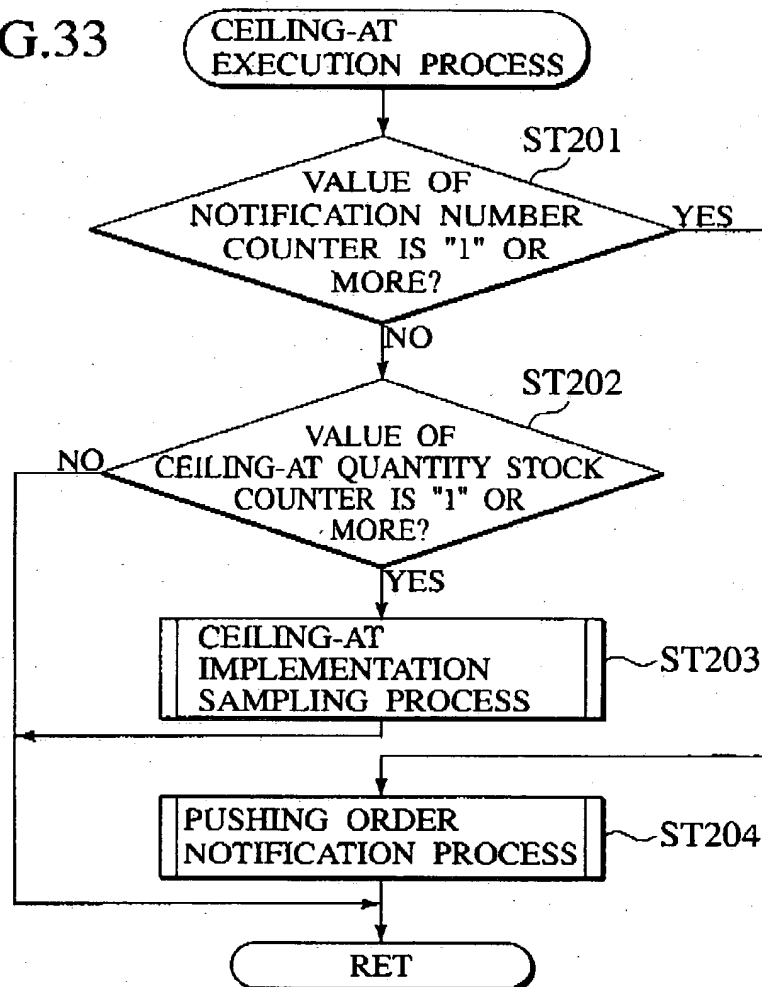 G.33
CEILING-AT
EXECUTION PROCESS
ST201
VALUE OF
NOTIFICATION NUMBER
COUNTER IS "1" OR
MORE?
YES
NO
ST202
VALUE OF
CEILING-AT QUANTITY STOCK
COUNTER IS "1" OR
MORE?
NO
YES
CEILING-AT
IMPLEMENTATION
SAMPLING PROCESS
ST203
PUSHING ORDER
NOTIFICATION PROCESS
ST204
RET